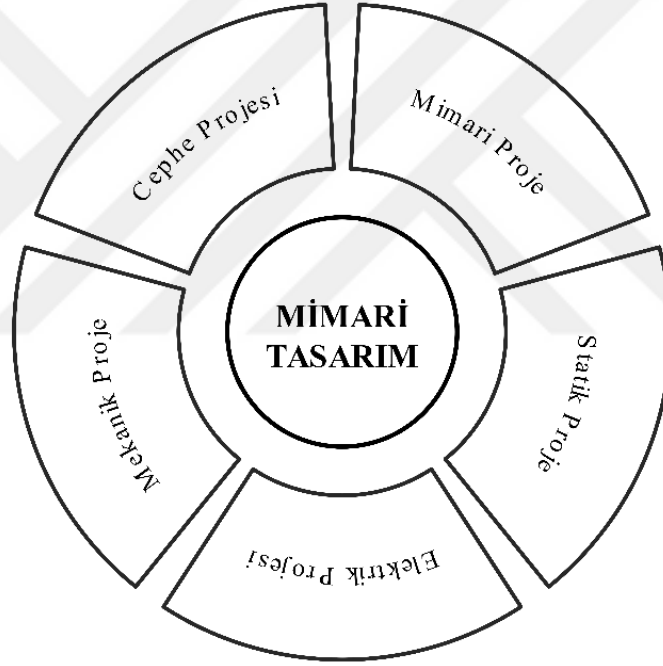 Cephe Projesi
Mimari Proje
MİMARİ
TASARIM
Mekanik Proje
Statik Proje
Elektrik Projesi